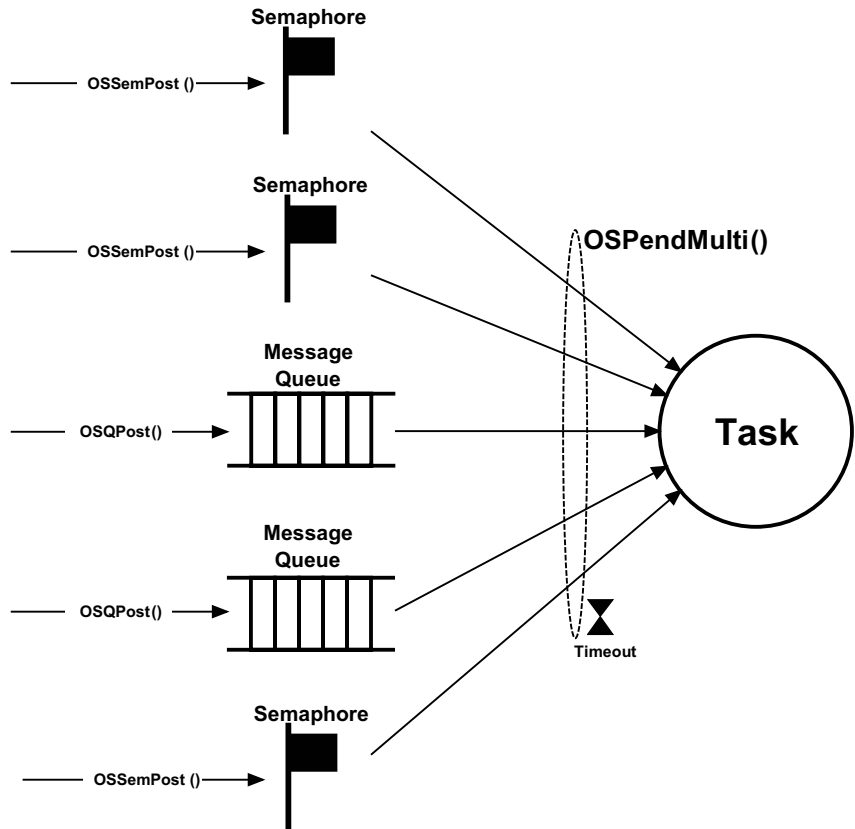 Semaphore
OSSemPost ()
Semaphore
OSSemPost ()
OSPendMulti()
Message
Queue
OSQPost()
Task
Message
Queue
OSQPost()
Timeout
Semaphore
OSSemPost ()